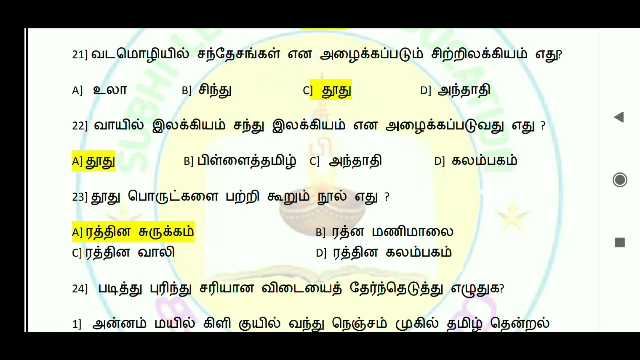 21] வடமொழியில் சந்தேசங்கள் என அழைக்கப்படும் சிற்றிலக்கியம் எது?
A] உலா B] சிந்து C] தூது D] அந்தாதி
22] வாயில் இலக்கியம் சந்து இலக்கியம் என அழைக்கப்படுவது எது ?
A] தூது B] பிள்ளைத்தமிழ் C] அந்தாதி D] கலம்பகம்
23] தூது பொருட்களை பற்றி கூறும் நூல் எது ?
A] ரத்தின சுருக்கம் B] ரத்ன மணிமாலை
C] ரத்தின வாலி D] ரத்தின கலம்பகம்
24] படித்து புரிந்து சரியான விடையைத் தேர்ந்தெடுத்து எழுதுக?
1] அன்னம் மயில் கிளி குயில் வந்து நெஞ்சம் முகில் தமிழ் தென்றல்